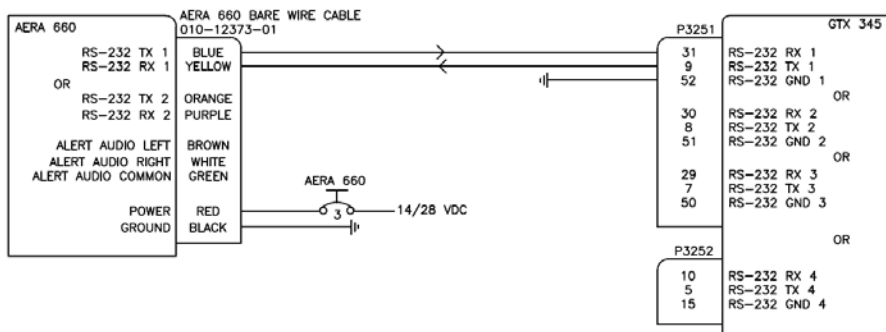 AERA 660
AERA 660 BARE WIRE CABLE
010-12373-01
RS-232 TX 1 BLUE
RS-232 RX 1 YELLOW
OR
RS-232 TX 2 ORANGE
RS-232 RX 2 PURPLE
ALERT AUDIO LEFT BROWN
ALERT AUDIO RIGHT WHITE
ALERT AUDIO COMMON GREEN
POWER RED
GROUND BLACK
AERA 660
3
14/28 VDC
P3251
GTX 345
31 RS-232 RX 1
9 RS-232 TX 1
52 RS-232 GND 1
OR
30 RS-232 RX 2
8 RS-232 TX 2
51 RS-232 GND 2
OR
29 RS-232 RX 3
7 RS-232 TX 3
50 RS-232 GND 3
OR
P3252
10 RS-232 RX 4
5 RS-232 TX 4
15 RS-232 GND 4